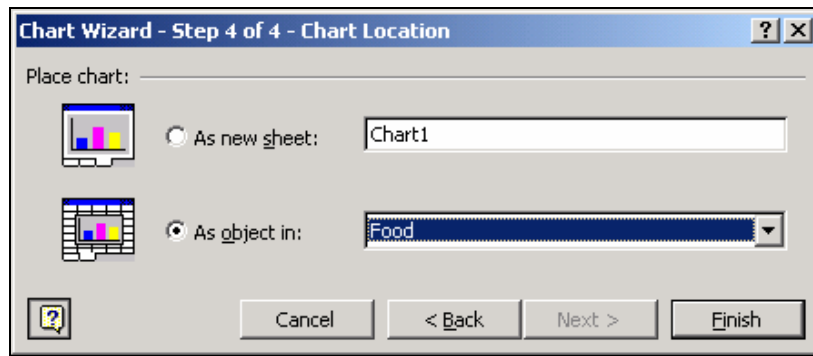 Chart Wizard - Step 4 of 4 - Chart Location
? X
Place chart:
As new sheet: Chart1
As object in: Food
? Cancel < Back Next > Finish